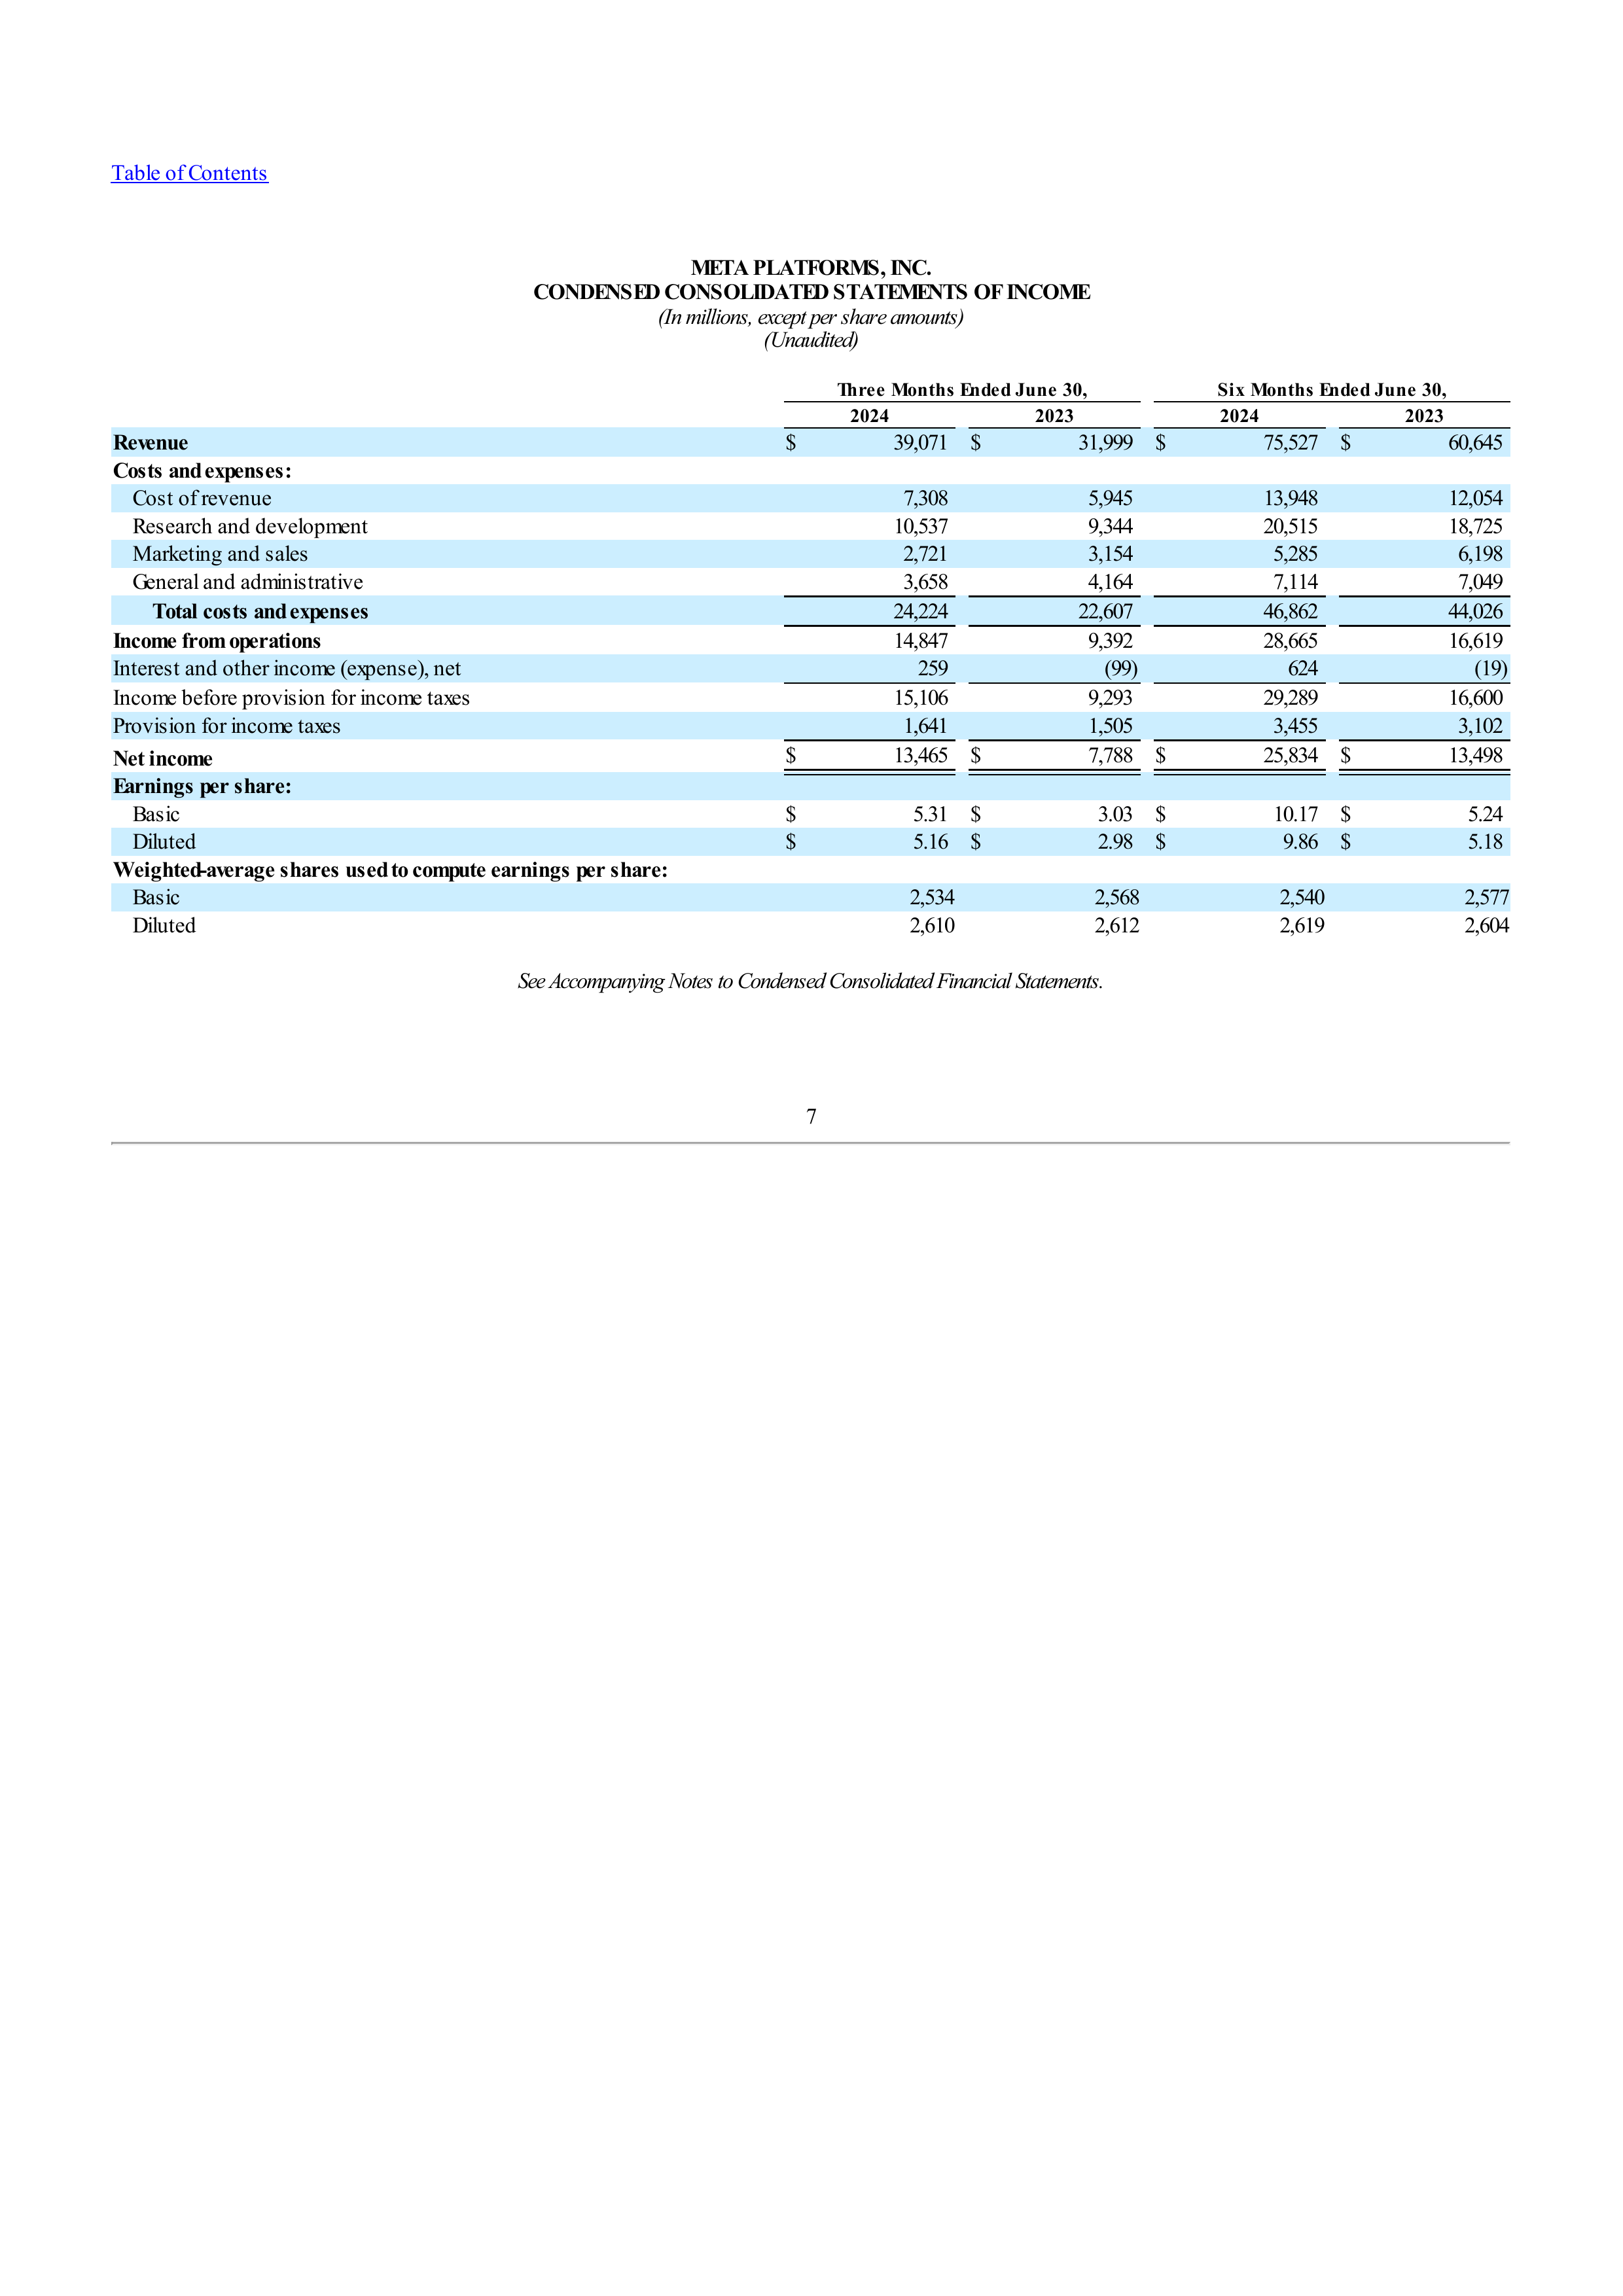 Table of Contents
META PLATFORMS, INC.
CONDENSED CONSOLIDATED STATEMENTS OF INCOME
(In millions, except per share amounts)
(Unaudited)
Three Months Ended June 30, Six Months Ended June 30,
2024 2023 2024 2023
Revenue $ 39,071 $ 31,999 $ 75,527 $ 60,645
Costs and expenses:
Cost of revenue 7,308 5,945 13,948 12,054
Research and development 10,537 9,344 20,515 18,725
Marketing and sales 2,721 3,154 5,285 6,198
General and administrative 3,658 4,164 7,114 7,049
Total costs and expenses 24,224 22,607 46,862 44,026
Income from operations 14,847 9,392 28,665 16,619
Interest and other income (expense), net 259 (99) 624 (19)
Income before provision for income taxes 15,106 9,293 29,289 16,600
Provision for income taxes 1,641 1,505 3,455 3,102
Net income $ 13,465 $ 7,788 $ 25,834 $ 13,498
Earnings per share:
Basic $ 5.31 $ 3.03 $ 10.17 $ 5.24
Diluted $ 5.16 $ 2.98 $ 9.86 $ 5.18
Weighted-average shares used to compute earnings per share:
Basic 2,534 2,568 2,540 2,577
Diluted 2,610 2,612 2,619 2,604
See Accompanying Notes to Condensed Consolidated Financial Statements.
7